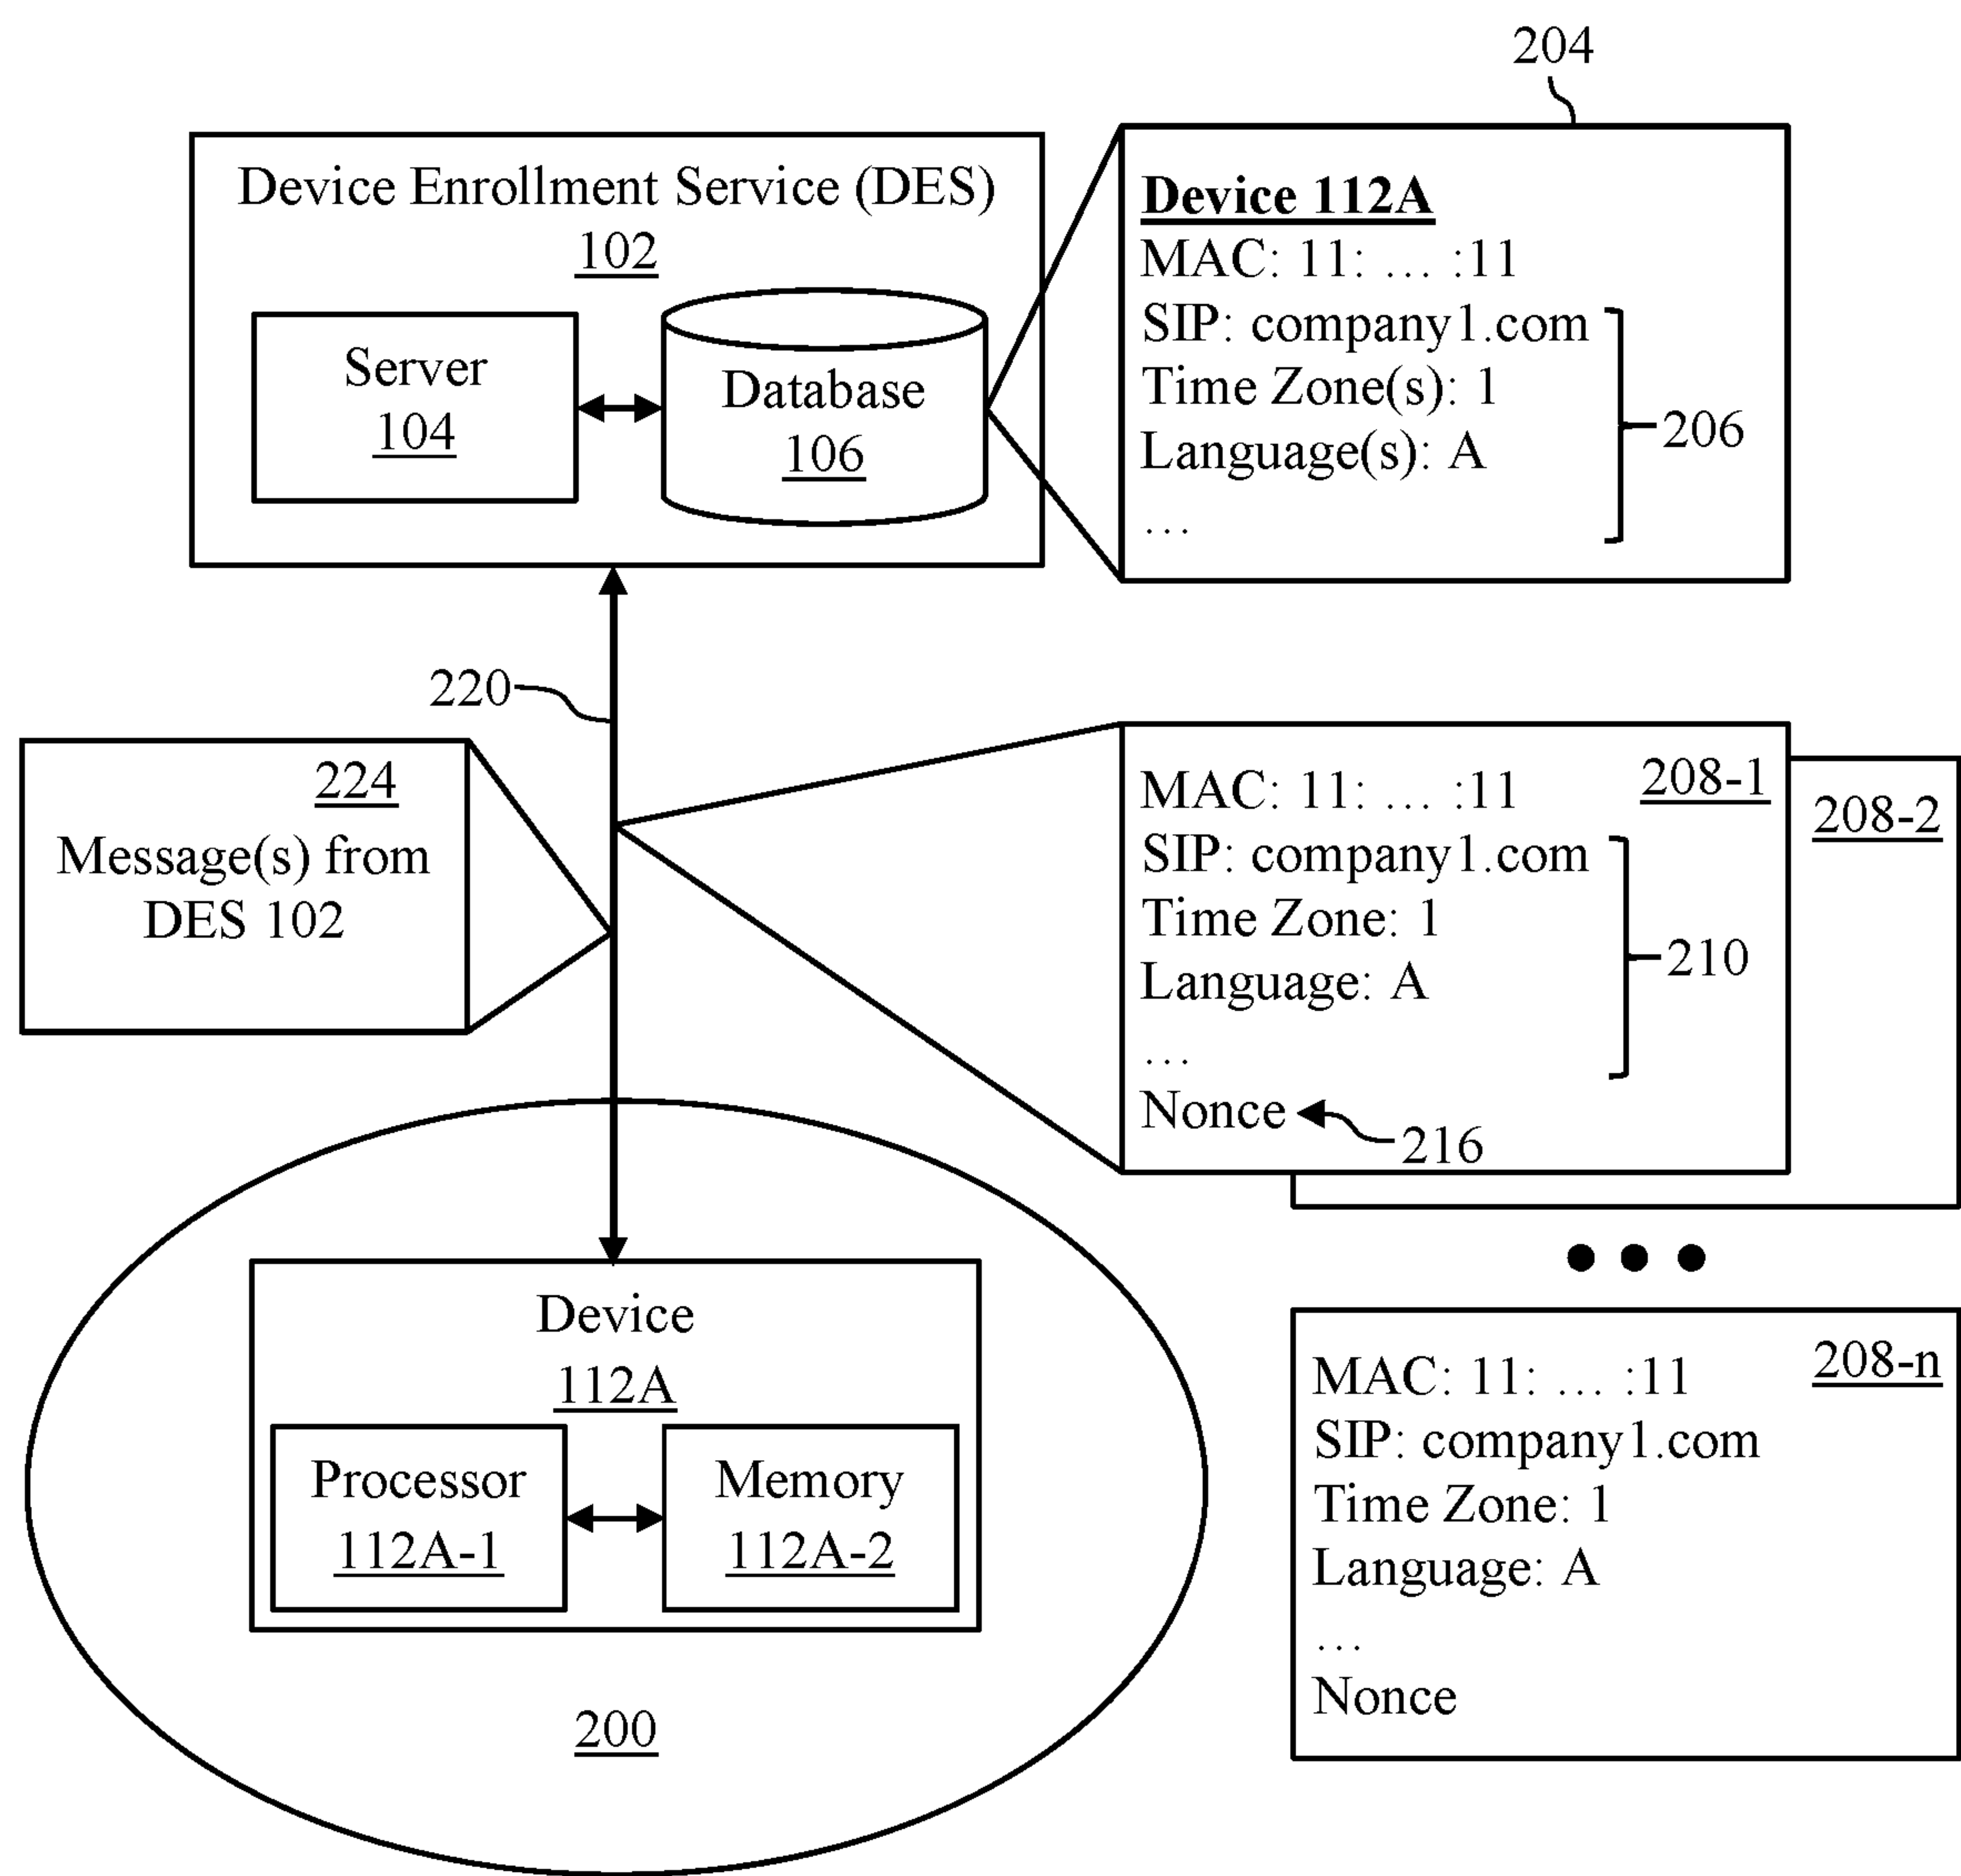 204
Device Enrollment Service (DES)
102
Server
104
Database
106
Device 112A
MAC: 11: … :11
SIP: company1.com
Time Zone(s): 1
Language(s): A
…
206
220
224
Message(s) from
DES 102
208-1
MAC: 11: … :11
SIP: company1.com
Time Zone: 1
Language: A
…
210
Nonce
216
208-2
Device
112A
Processor
112A-1
Memory
112A-2
200
208-n
MAC: 11: … :11
SIP: company1.com
Time Zone: 1
Language: A
…
Nonce